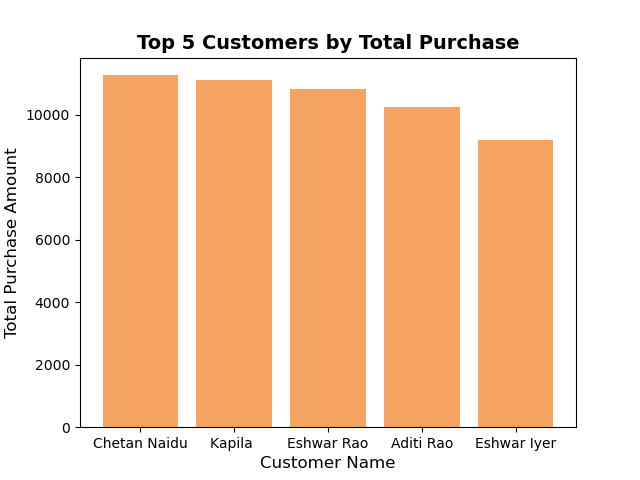 Top 5 Customers by Total Purchase
Total Purchase Amount
10000
8000
6000
4000
2000
0
Chetan Naidu Kapila Eshwar Rao Aditi Rao Eshwar Iyer
Customer Name